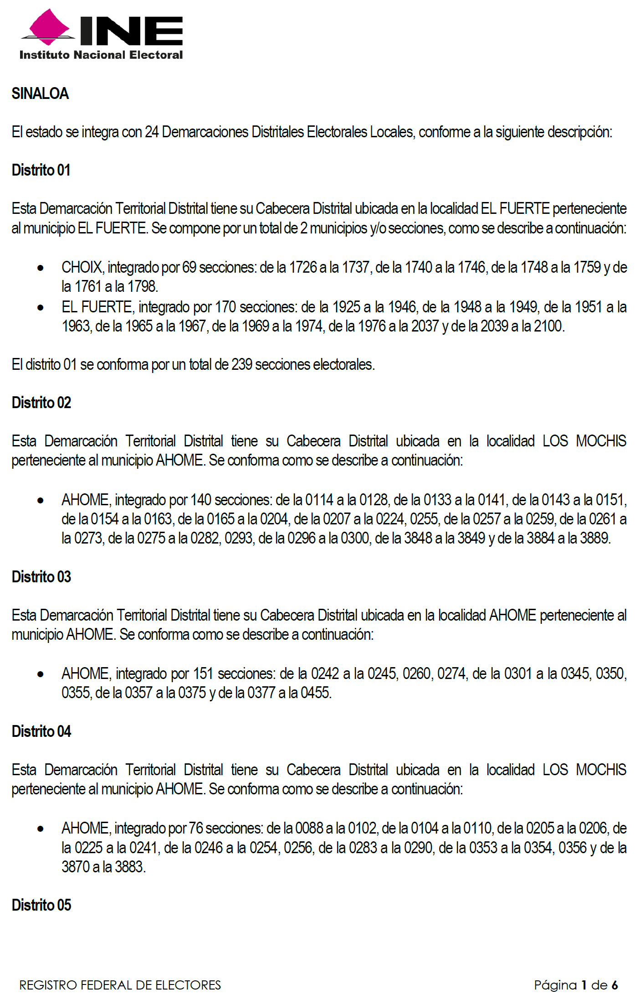 INE
Instituto Nacional Electoral
SINALOA
El estado se integra con 24 Demarcaciones Distritales Electorales Locales, conforme a la siguiente descripción:
Distrito 01
Esta Demarcación Territorial Distrital tiene su Cabecera Distrital ubicada en la localidad EL FUERTE perteneciente
al municipio EL FUERTE. Se compone por un total de 2 municipios y/o secciones, como se describe a continuación:
• CHOIX, integrado por 69 secciones: de la 1726 a la 1737, de la 1740 a la 1746, de la 1748 a la 1759 y de
la 1761 a la 1798.
• EL FUERTE, integrado por 170 secciones: de la 1925 a la 1946, de la 1948 a la 1949, de la 1951 a la
1963, de la 1965 a la 1967, de la 1969 a la 1974, de la 1976 a la 2037 y de la 2039 a la 2100.
El distrito 01 se conforma por un total de 239 secciones electorales.
Distrito 02
Esta Demarcación Territorial Distrital tiene su Cabecera Distrital ubicada en la localidad LOS MOCHIS
perteneciente al municipio AHOME. Se conforma como se describe a continuación:
• AHOME, integrado por 140 secciones: de la 0114 a la 0128, de la 0133 a la 0141, de la 0143 a la 0151,
de la 0154 a la 0163, de la 0165 a la 0204, de la 0207 a la 0224, 0255, de la 0257 a la 0259, de la 0261 a
la 0273, de la 0275 a la 0282, 0293, de la 0296 a la 0300, de la 3848 a la 3849 y de la 3884 a la 3889.
Distrito 03
Esta Demarcación Territorial Distrital tiene su Cabecera Distrital ubicada en la localidad AHOME perteneciente al
municipio AHOME. Se conforma como se describe a continuación:
• AHOME, integrado por 151 secciones: de la 0242 a la 0245, 0260, 0274, de la 0301 a la 0345, 0350,
0355, de la 0357 a la 0375 y de la 0377 a la 0455.
Distrito 04
Esta Demarcación Territorial Distrital tiene su Cabecera Distrital ubicada en la localidad LOS MOCHIS
perteneciente al municipio AHOME. Se conforma como se describe a continuación:
• AHOME, integrado por 76 secciones: de la 0088 a la 0102, de la 0104 a la 0110, de la 0205 a la 0206, de
la 0225 a la 0241, de la 0246 a la 0254, 0256, de la 0283 a la 0290, de la 0353 a la 0354, 0356 y de la
3870 a la 3883.
Distrito 05
REGISTRO FEDERAL DE ELECTORES Página 1 de 6